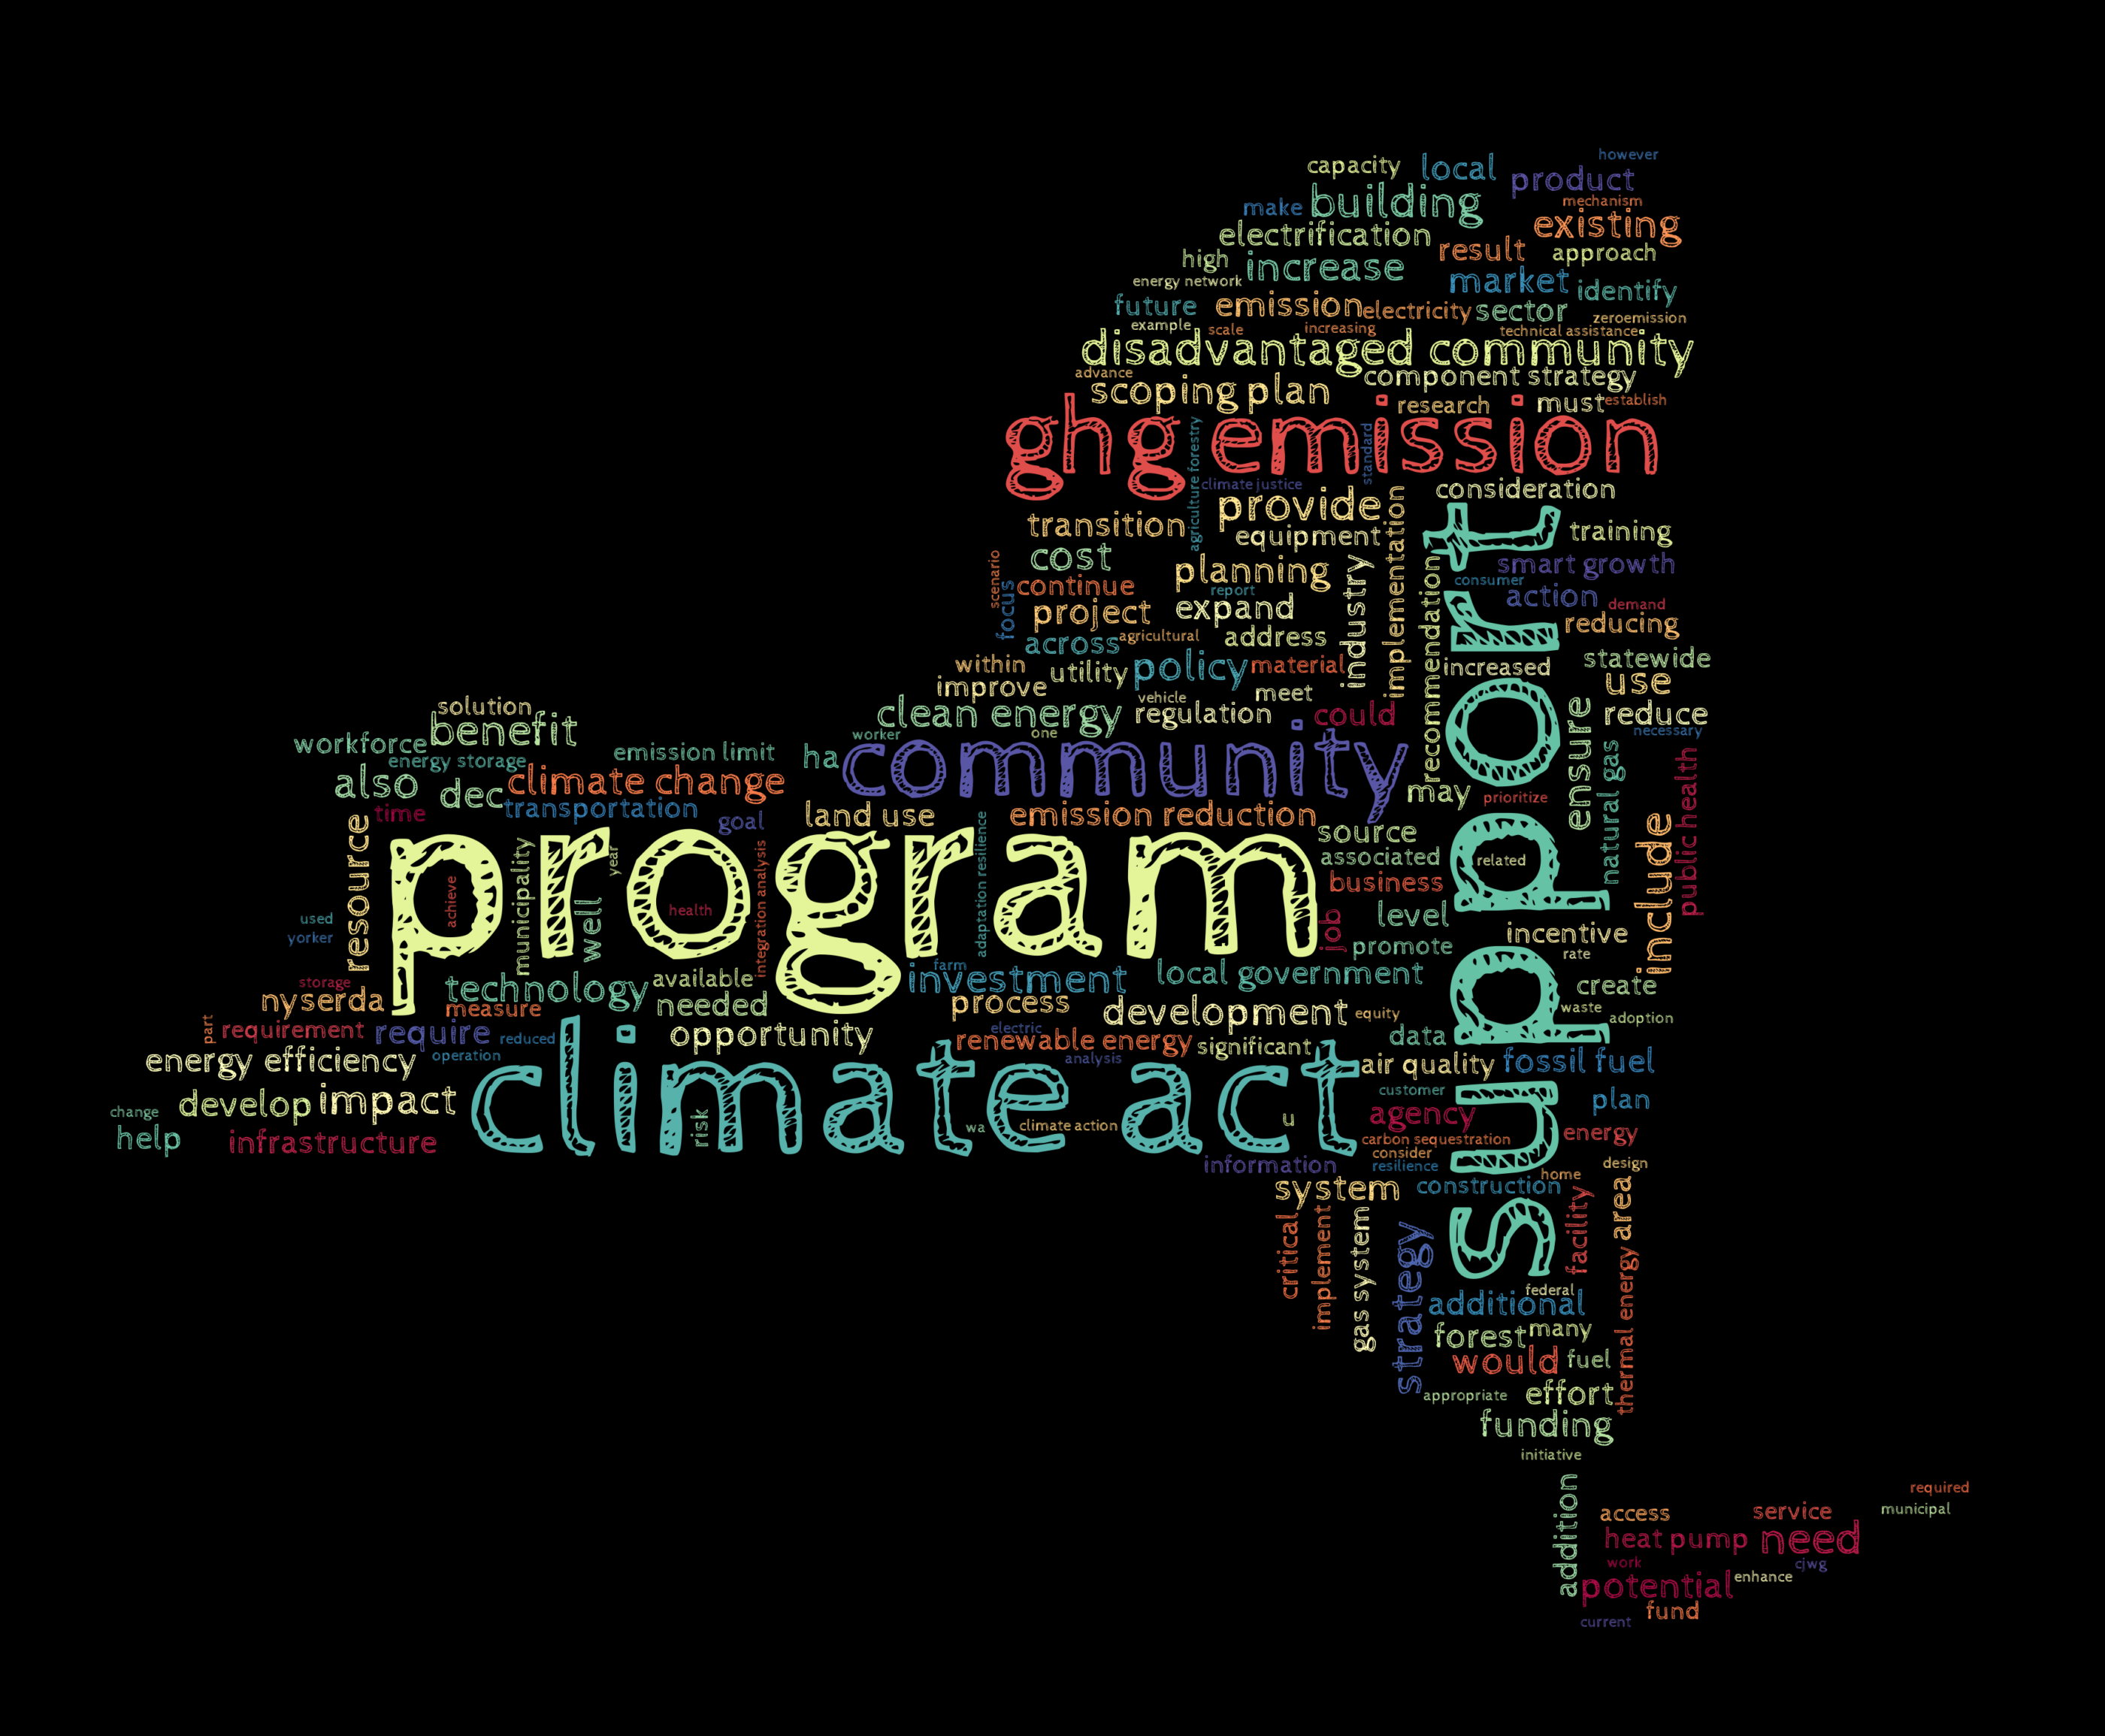 however
capacity
local
product
mechanism
make
building
existing
electrification
result
approach
high
increase
energy network
market
identify
future
emission
electricity
sector
zeroemission
example
scale
increasing
technical assistance
disadvantaged community
advance
scoping plan
component strategy
research
must
establish
ghg emission
agriculture forestry
standard
climate justice
consideration
provide
transition
equipment
implementation
support
training
cost
industry
smart growth
scenario
focus
continue
planning
report
recommendation
consumer
action
demand
project
expand
reducing
across
agricultural
address
within
utility
policy
material
increased
statewide
improve
vehicle
meet
use
solution
benefit
clean energy
regulation
could
ensure
reduce
necessary
workforce
energy storage
emission limit
ha
worker
one
community
natural gas
public health
also
dec
climate change
may
prioritize
time
transportation
goal
land use
emission reduction
source
include
resource
program
municipality
year
well
integration analysis
adaptation resilience
associated
related
achieve
health
business
used
yorker
level
job
promote
incentive
rate
storage
nyserda
technology
available
farm
investment
local government
create
measure
needed
process
development
equity
waste
adoption
part
requirement
require
reduced
opportunity
electric
renewable energy
significant
data
energy efficiency
operation
climate act
analysis
air quality
fossil fuel
change
develop
impact
risk
wa
climate action
u
customer
agency
plan
help
infrastructure
carbon sequestration
energy
consider
information
resilience
home
design
system
construction
critical
implement
gas system
strategy
facility
area
thermal energy
federal
additional
forest
many
would
fuel
appropriate
effort
funding
initiative
addition
required
access
service
municipal
heat pump
need
work
cjwg
potential
enhance
fund
current